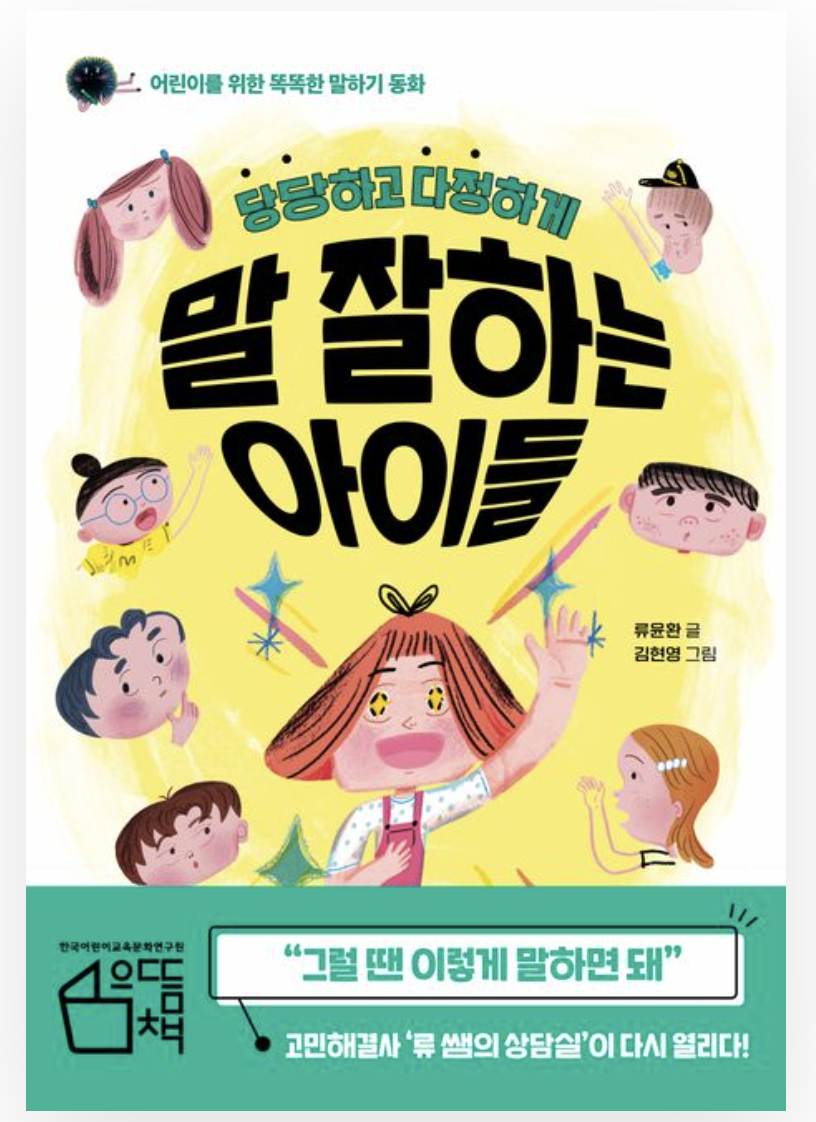 어린이를 위한 똑똑한 말하기 동화
당당하고 다정하게
말 잘하는
아이들
류윤환 글
김현영 그림
한국어린이교육문화연구원
으뜸
책
“그럴 땐 이렇게 말하면 돼”
고민해결사 ‘류 쌤의 상담실’이 다시 열리다!